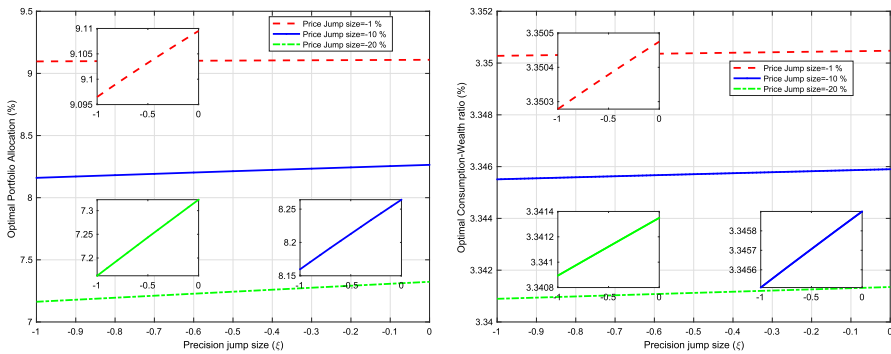 9.5
9
8.5
8
7.5
7
Optimal Portfolio Allocation (%)
-1 -0.9 -0.8 -0.7 -0.6 -0.5 -0.4 -0.3 -0.2 -0.1 0
Precision jump size (ξ)
Price Jump size=-1 %
Price Jump size=-10 %
Price Jump size=-20 %
9.11
9.105
9.1
9.095
-1 -0.5 0
7.3
7.25
7.2
-1 -0.5 0
8.25
8.2
8.15
-1 -0.5 0
3.352
3.35
3.348
3.346
3.344
3.342
3.34
Optimal Consumption-Wealth ratio (%)
-1 -0.9 -0.8 -0.7 -0.6 -0.5 -0.4 -0.3 -0.2 -0.1 0
Precision jump size (ξ)
Price Jump size=-1 %
Price Jump size=-10 %
Price Jump size=-20 %
3.3505
3.3504
3.3503
-1 -0.5 0
3.3414
3.3412
3.341
3.3408
-1 -0.5 0
3.3458
3.3457
3.3456
-1 -0.5 0